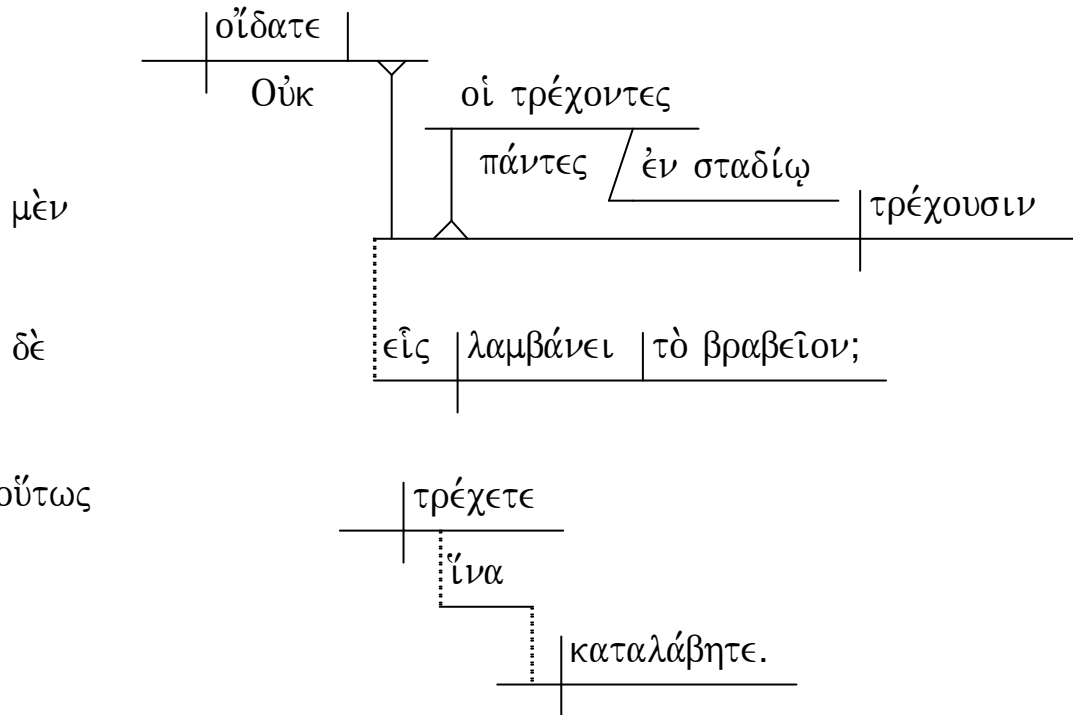 οἴδατε
Οὐκ
οἱ τρέχοντες
πάντες ἐν σταδίῳ
μὲν τρέχουσιν
δὲ εἷς λαμβάνει τὸ βραβεῖον;
οὕτως τρέχετε
ἵνα
καταλάβητε.